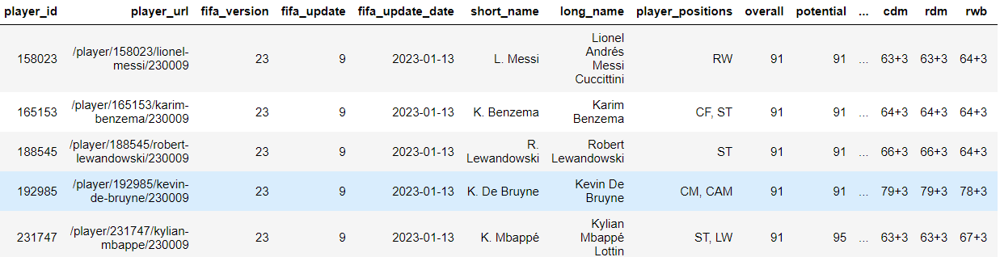 player_id player_url fifa_version fifa_update fifa_update_date short_name long_name player_positions overall potential ... cdm rdm rwb
158023 /player/158023/lionel-messi/230009 23 9 2023-01-13 L. Messi Lionel Andrés Messi Cuccittini RW 91 91 ... 63+3 63+3 64+3
165153 /player/165153/karim-benzema/230009 23 9 2023-01-13 K. Benzema Karim Benzema CF, ST 91 91 ... 64+3 64+3 64+3
188545 /player/188545/robert-lewandowski/230009 23 9 2023-01-13 R. Lewandowski Robert Lewandowski ST 91 91 ... 66+3 66+3 64+3
192985 /player/192985/kevin-de-bruyne/230009 23 9 2023-01-13 K. De Bruyne Kevin De Bruyne CM, CAM 91 91 ... 79+3 79+3 78+3
231747 /player/231747/kylian-mbappe/230009 23 9 2023-01-13 K. Mbappé Kylian Mbappé Lottin ST, LW 91 95 ... 63+3 63+3 67+3